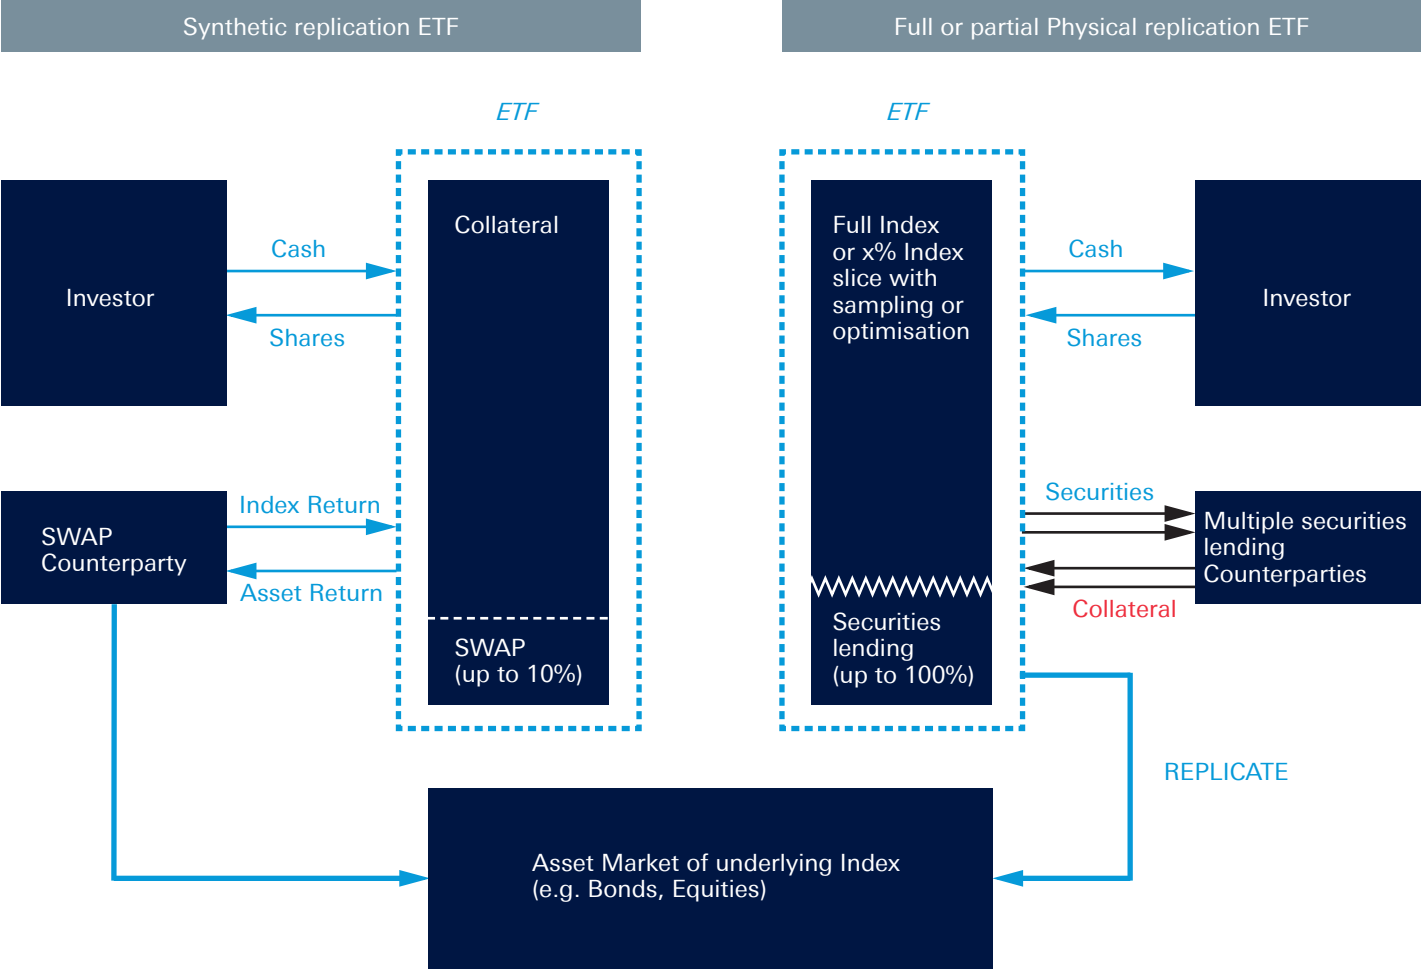 Synthetic replication ETF
Full or partial Physical replication ETF
ETF
ETF
Investor
Cash
Shares
Collateral
Full Index
or x% Index
slice with
sampling or
optimisation
Cash
Shares
Investor
SWAP
Counterparty
Index Return
Asset Return
SWAP
(up to 10%)
Securities
lending
(up to 100%)
Securities
Collateral
Multiple securities
lending
Counterparties
REPLICATE
Asset Market of underlying Index
(e.g. Bonds, Equities)